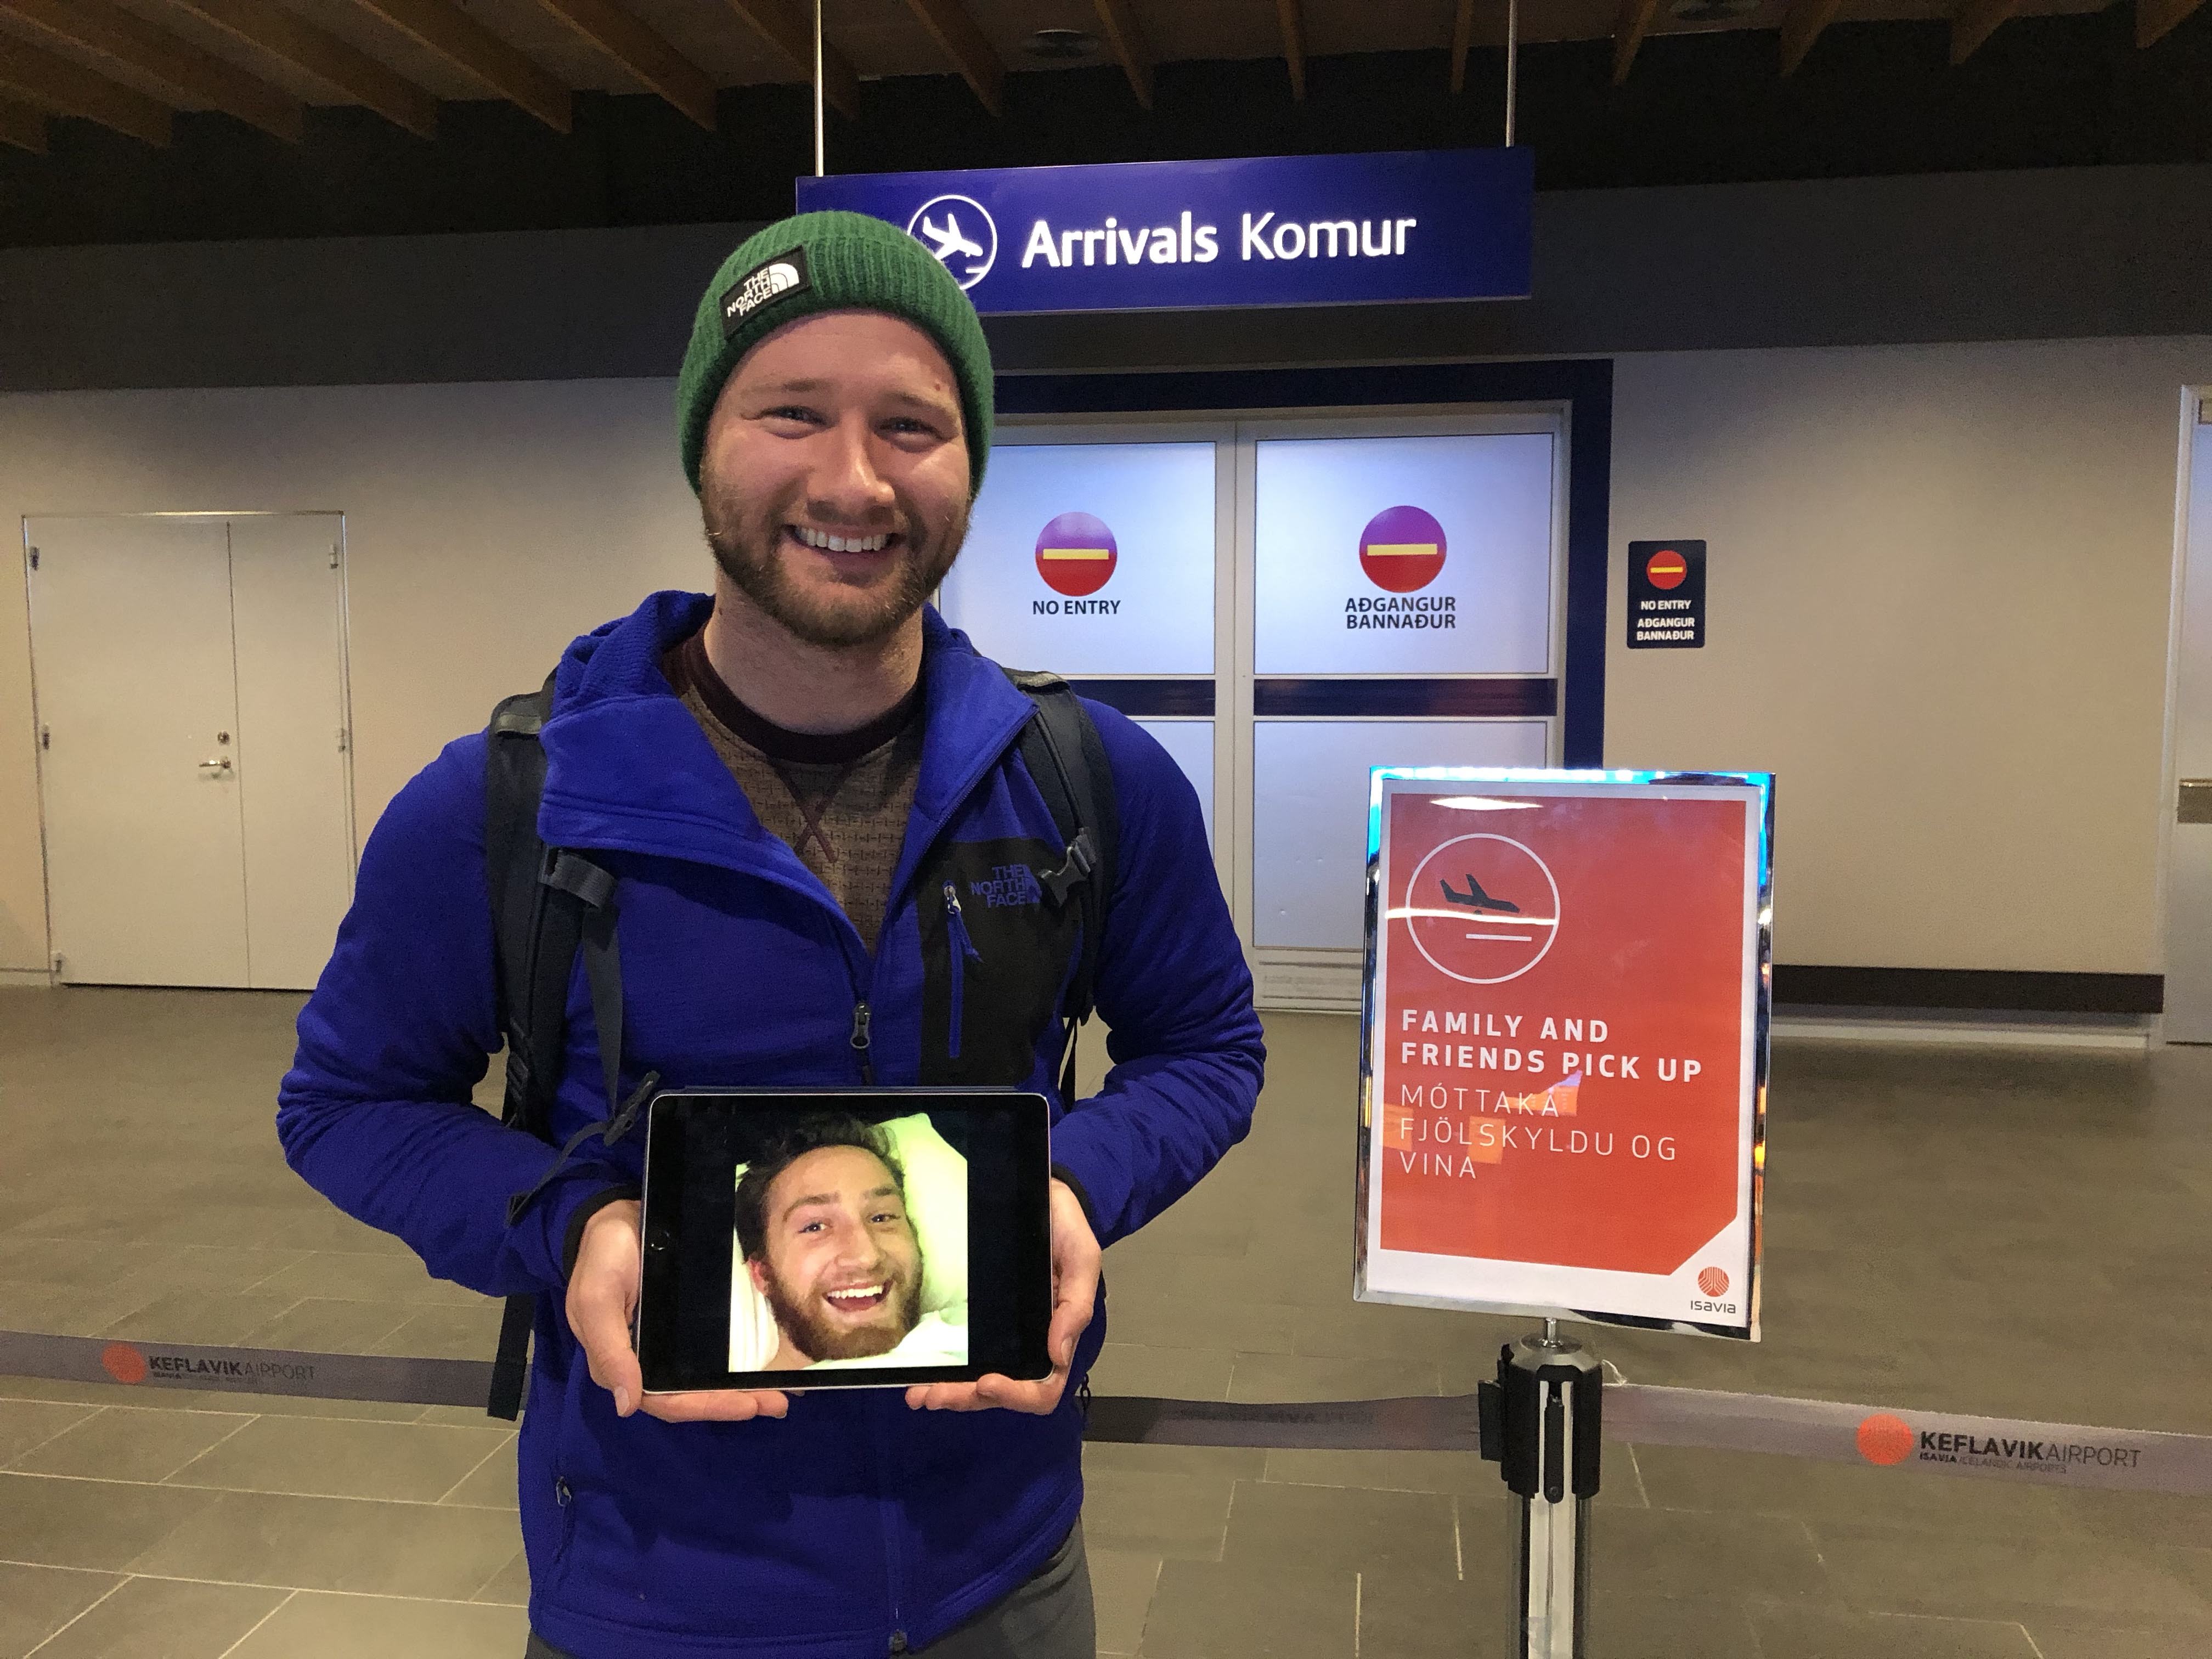 Arrivals Komur
THE
NORTH
FACE
NO ENTRY
AÐGANGUR
BANNAÐUR
NO ENTRY
AÐGANGUR
BANNAÐUR
THE
NORTH
FACE
FAMILY AND
FRIENDS PICK UP
MÓTTAKA
FJÖLSKYLDU OG
VINA
ISAVIA
KEFLAVIKAIRPORT
KEFLAVIKAIRPORT
ISAVIA ICELANDIC AIRPORTS